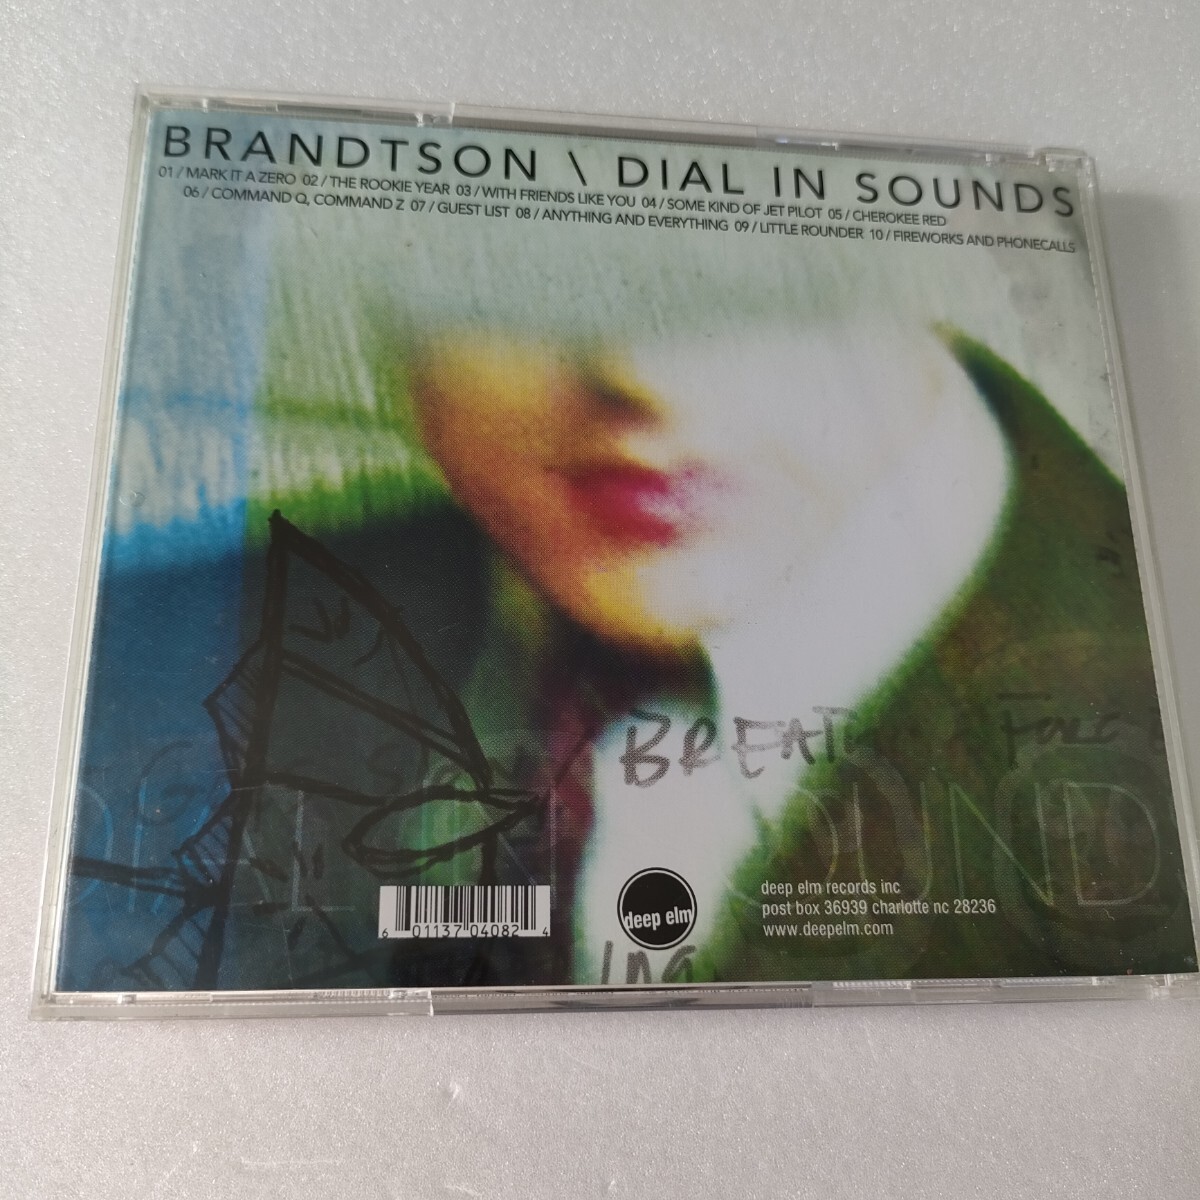 BRANDTSON \ DIAL IN SOUNDS
01 / MARK IT A ZERO 02 / THE ROOKIE YEAR 03 / WITH FRIENDS LIKE YOU 04 / SOME KIND OF JET PILOT 05 / CHEROKEE RED
06 / COMMAND Q, COMMAND Z 07 / GUEST LIST 08 / ANYTHING AND EVERYTHING 09 / LITTLE ROUNDER 10 / FIREWORKS AND PHONECALLS
DIAL IN SOUND
6 01137 04082 4
deep elm
deep elm records inc
post box 36939 charlotte nc 28236
www.deepelm.com